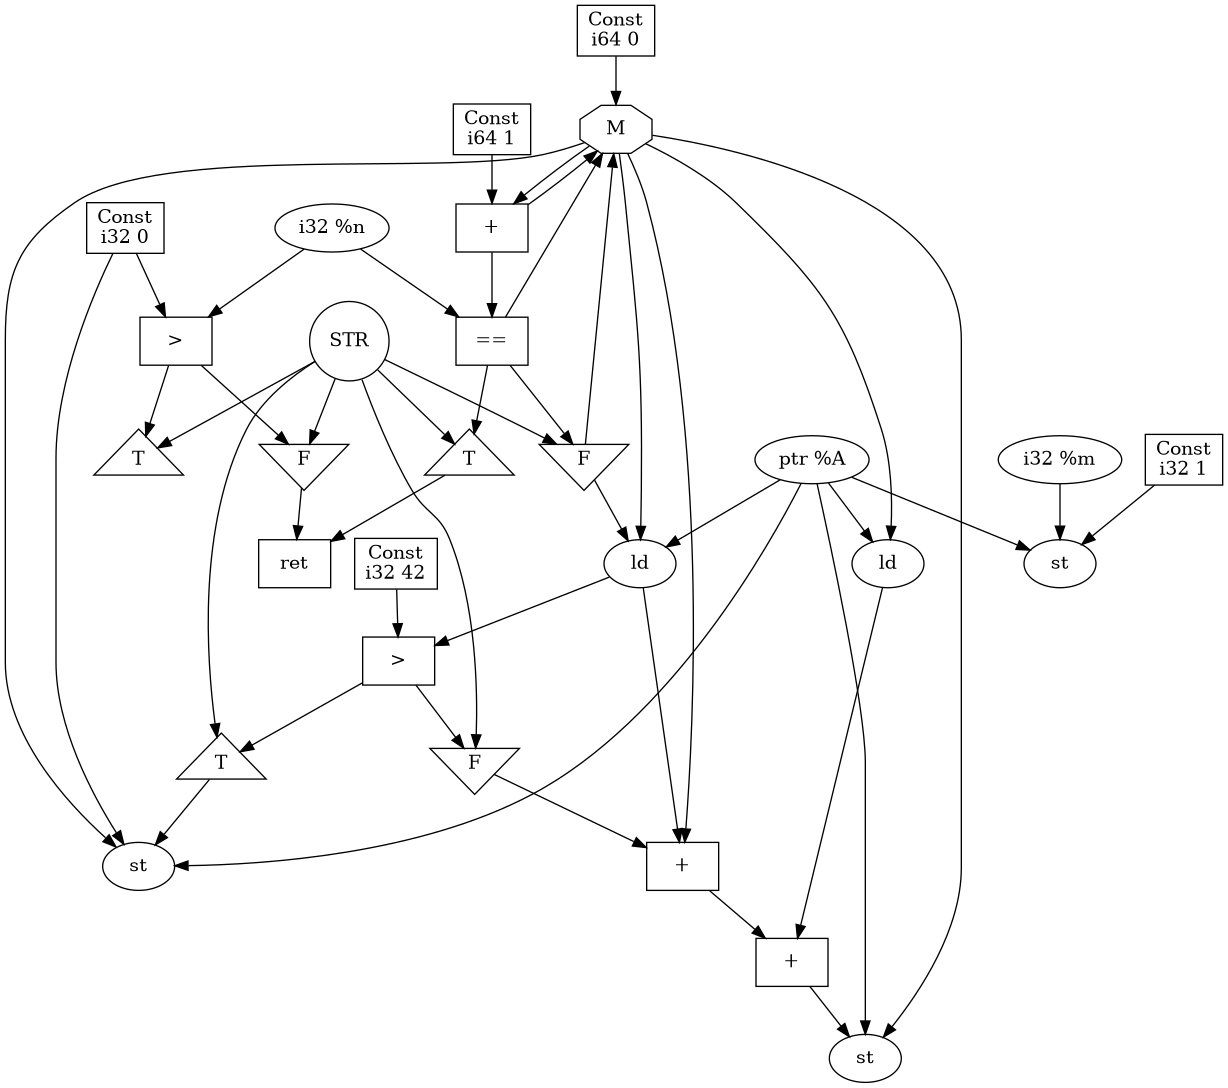 Const
i64 0
Const
i64 1
M
Const
i32 0
i32 %n
+
>
STR
==
T
F
T
F
ptr %A
i32 %m
Const
i32 1
ret
Const
i32 42
ld
ld
st
>
T
F
st
+
+
st